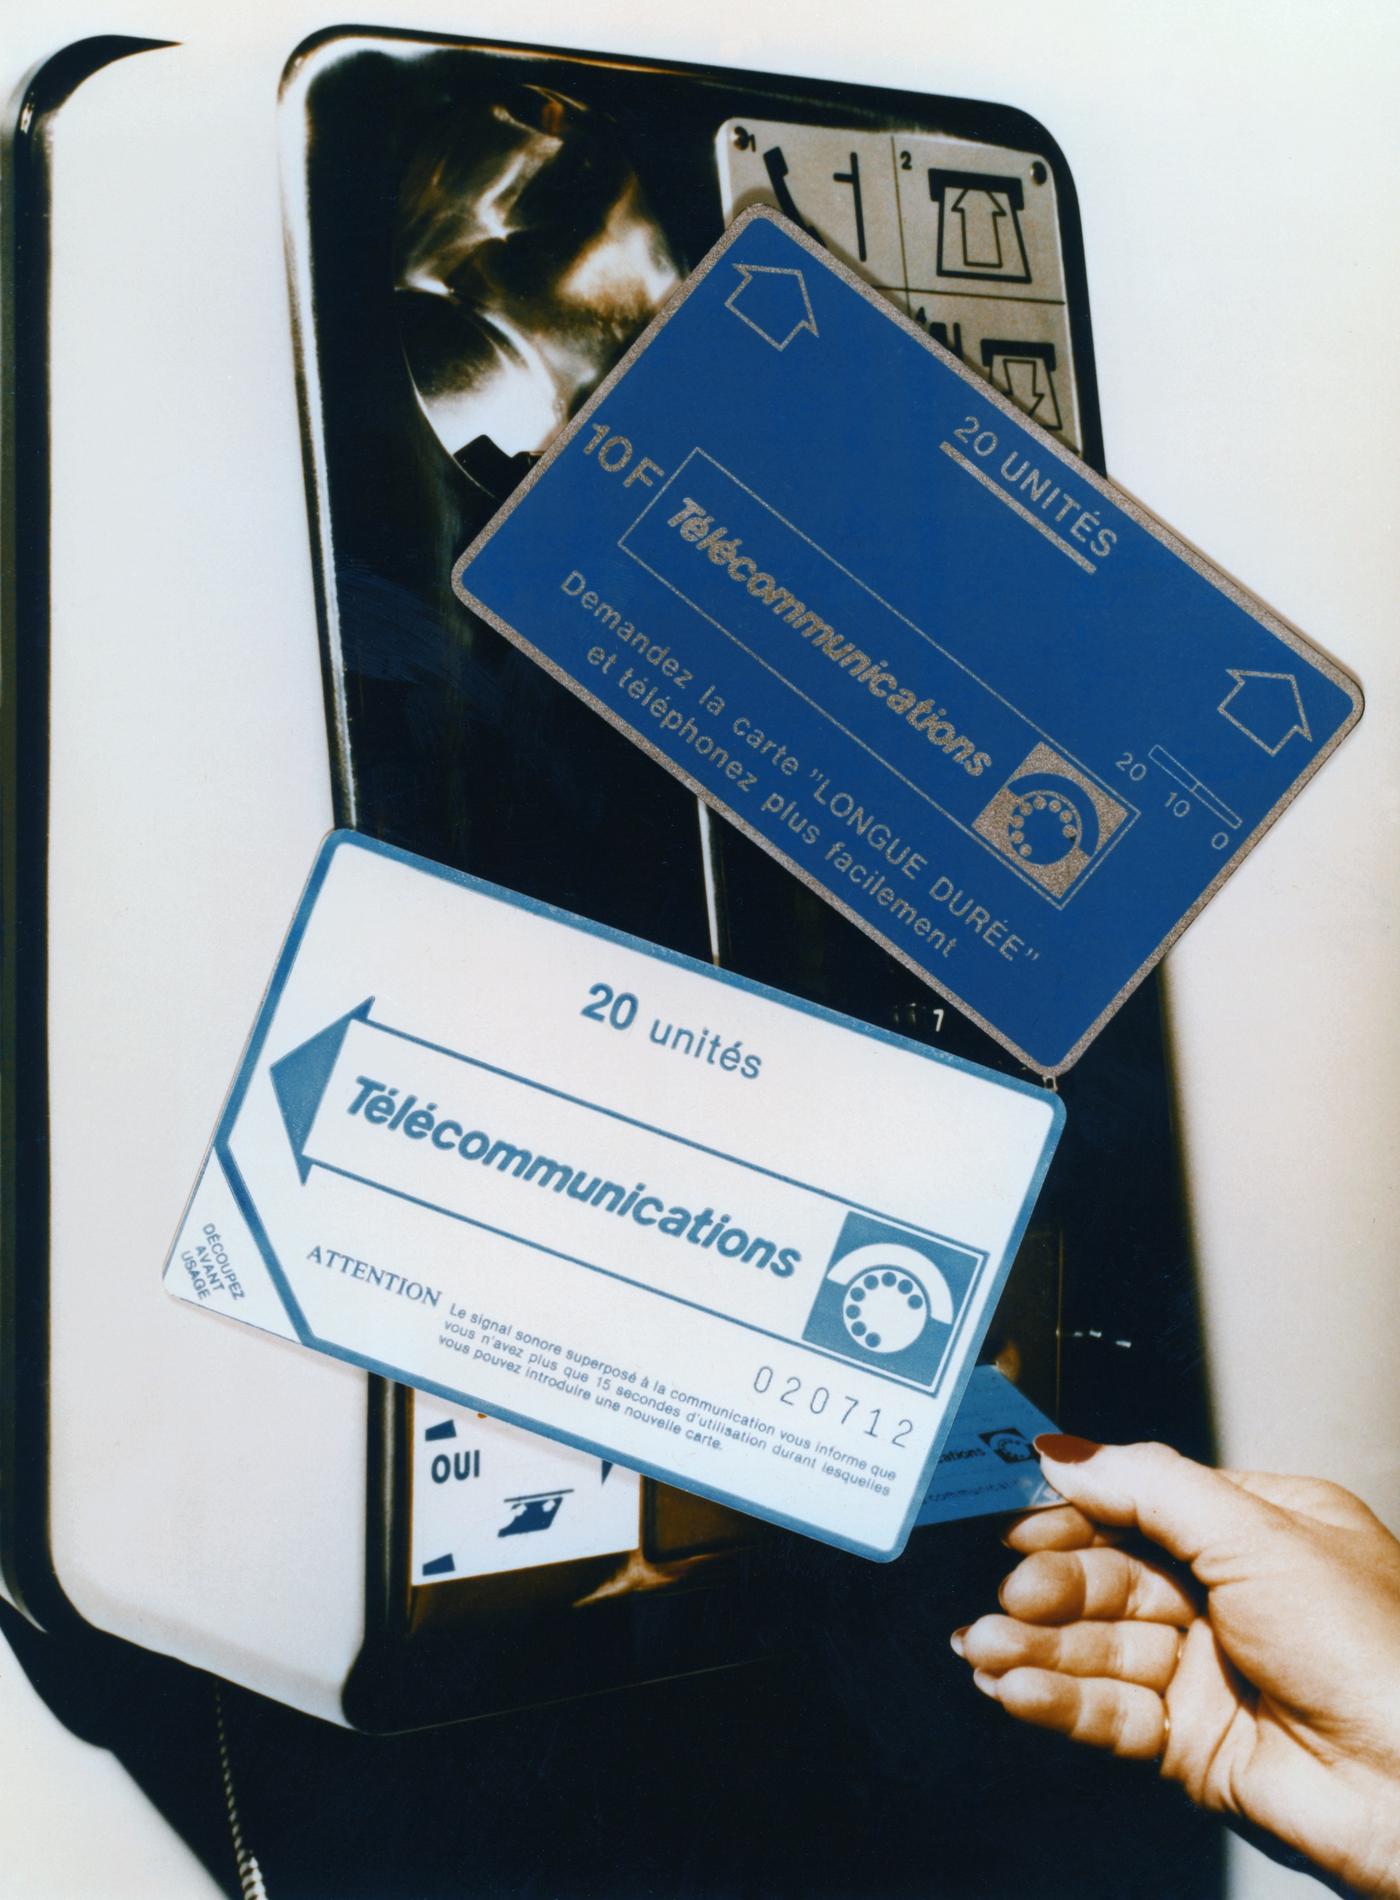 1
2
20 UNITÉS
10F
Télécommunications
Demandez la carte "LONGUE DURÉE"
et téléphonez plus facilement
20 10 0
1
20 unités
Télécommunications
DÉCOUPEZ
AVANT
USAGE
ATTENTION Le signal sonore superposé à la communication vous informe que
vous n'avez plus que 15 secondes d'utilisation durant lesquelles
vous pouvez introduire une nouvelle carte.
020712
OUI